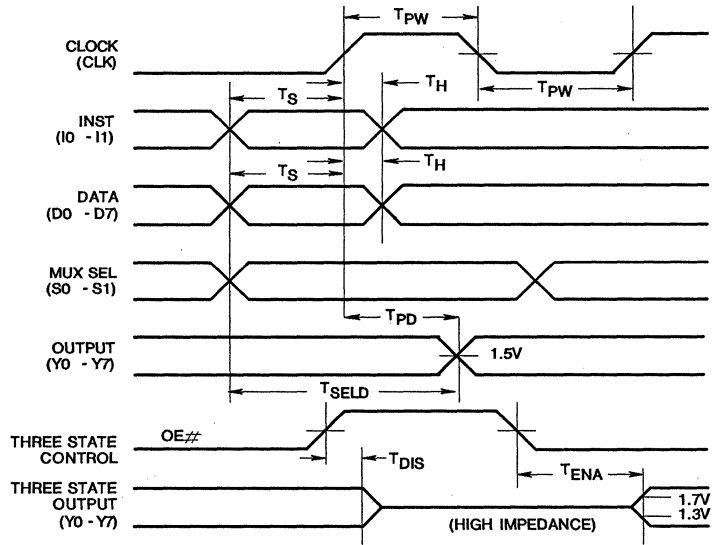 T_PW
CLOCK
(CLK)
T_S
T_H
T_PW
INST
(I0 - I1)
T_S
T_H
DATA
(D0 - D7)
MUX SEL
(S0 - S1)
T_PD
OUTPUT
(Y0 - Y7)
1.5V
T_SELD
OE#
THREE STATE
CONTROL
T_DIS
T_ENA
THREE STATE
OUTPUT
(Y0 - Y7)
(HIGH IMPEDANCE)
1.7V
1.3V